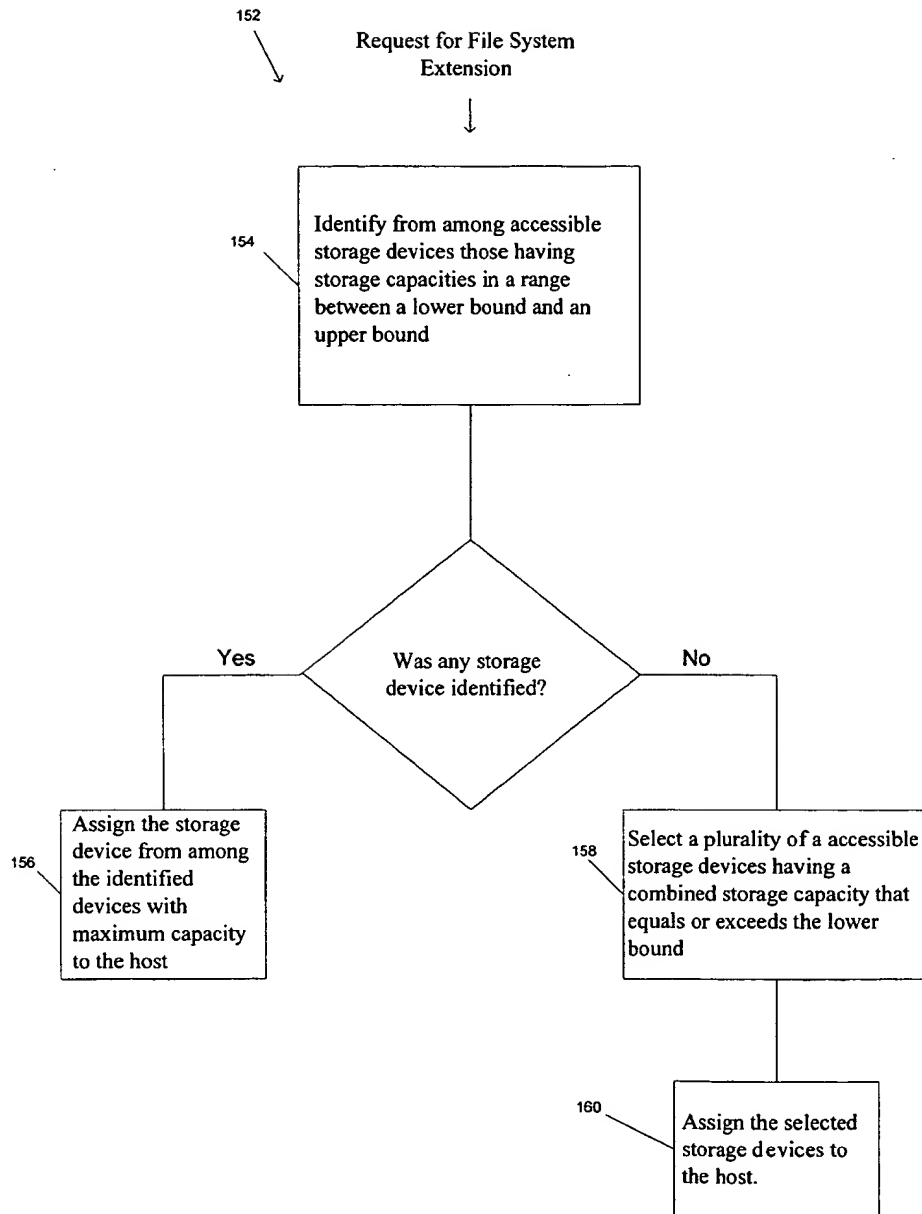 152
Request for File System
Extension
154
Identify from among accessible
storage devices those having
storage capacities in a range
between a lower bound and an
upper bound
Was any storage
device identified?
Yes
No
156
Assign the storage
device from among
the identified
devices with
maximum capacity
to the host
158
Select a plurality of a accessible
storage devices having a
combined storage capacity that
equals or exceeds the lower
bound
160
Assign the selected
storage devices to
the host.